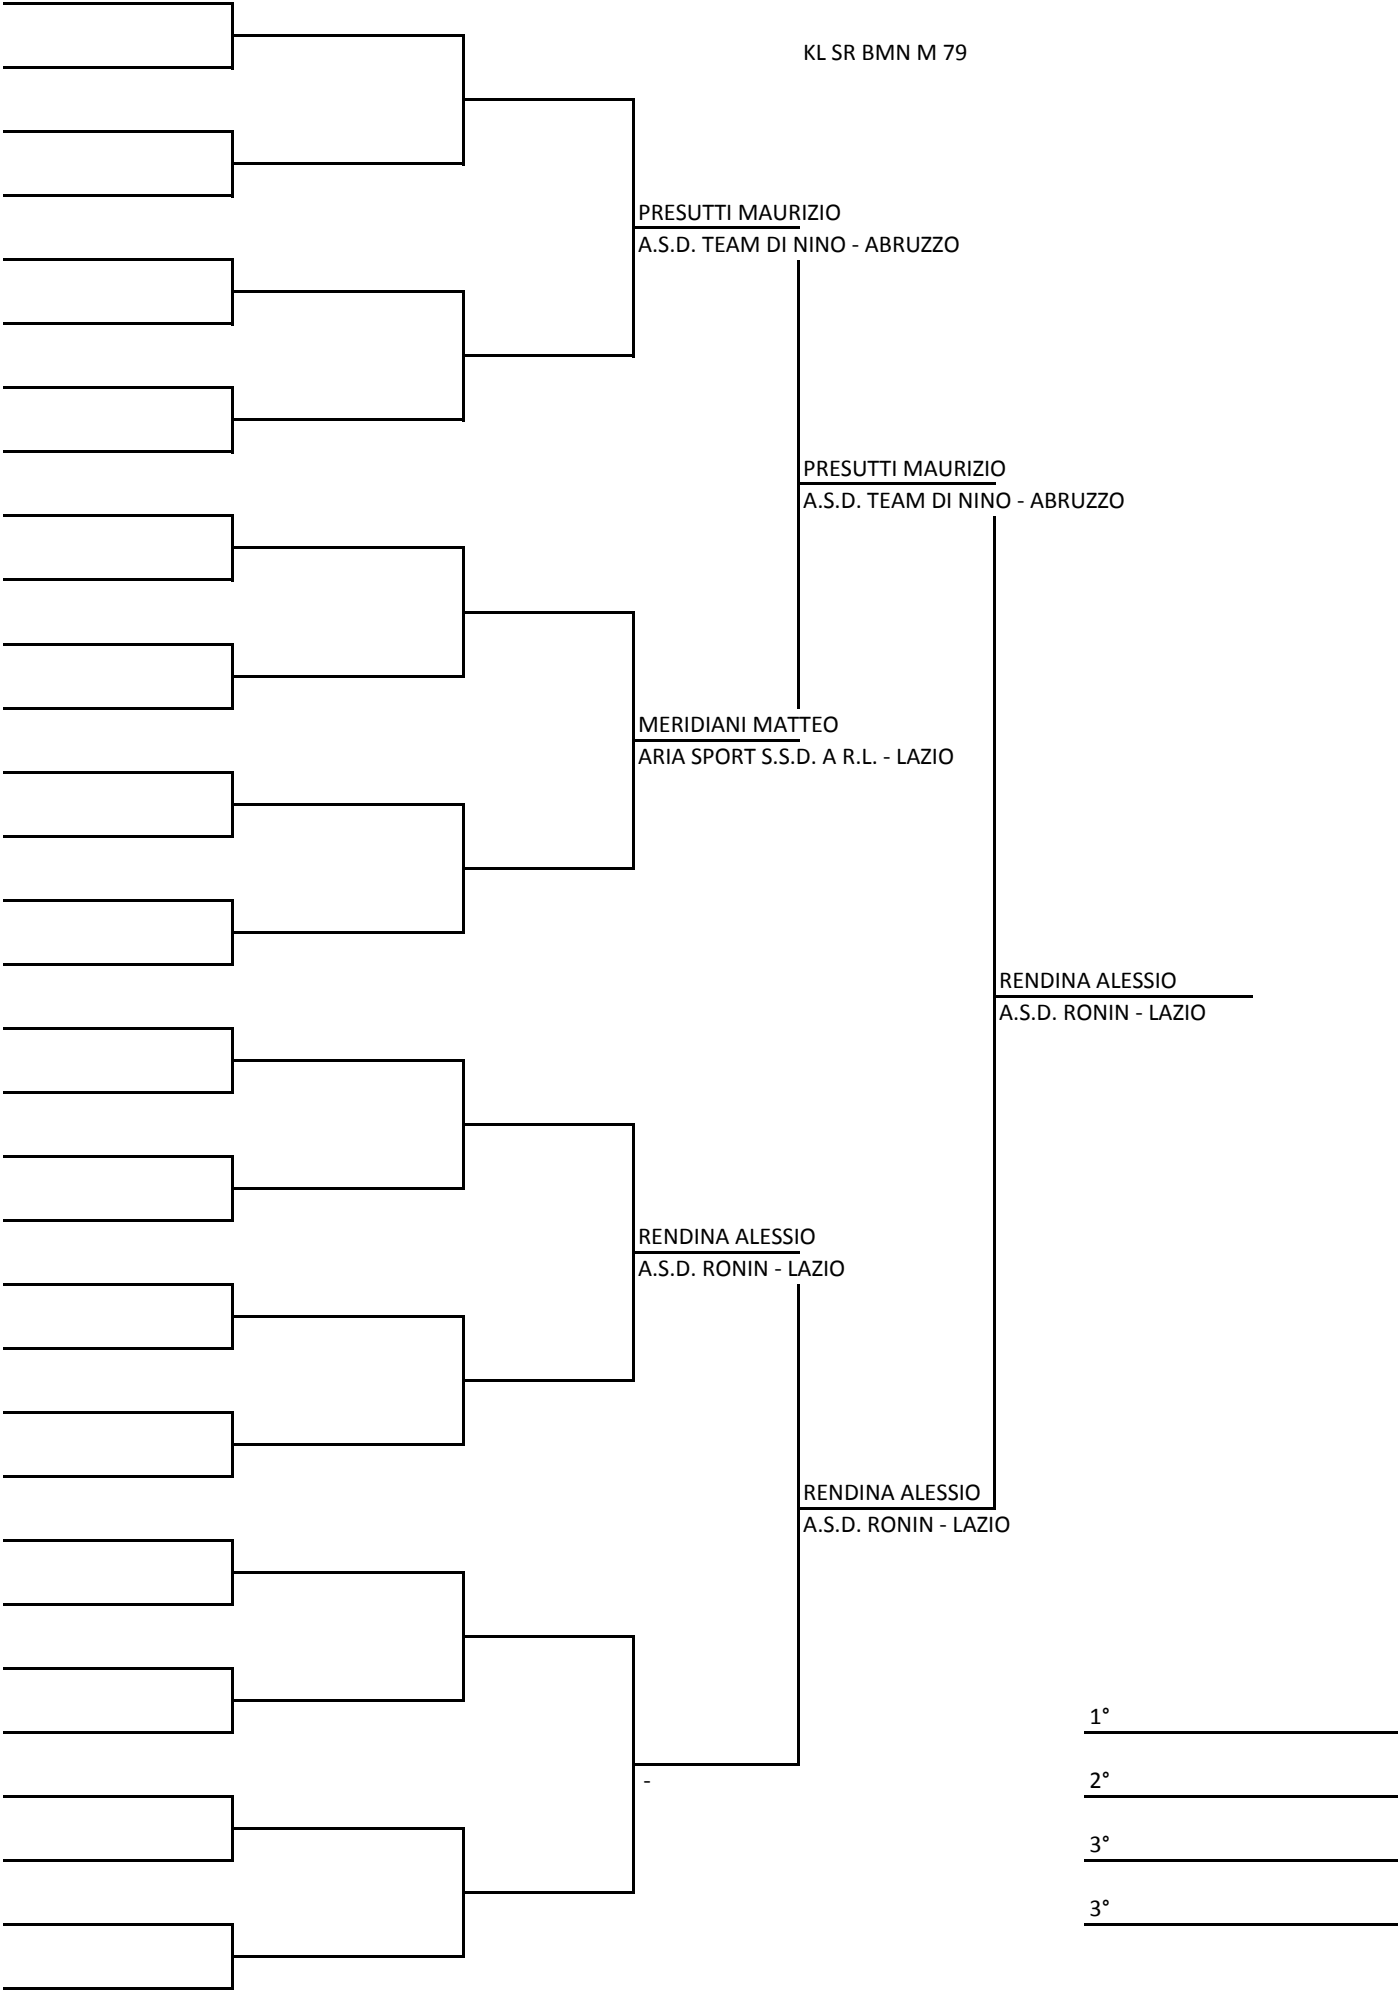 KL SR BMN M 79
PRESUTTI MAURIZIO
A.S.D. TEAM DI NINO - ABRUZZO
PRESUTTI MAURIZIO
A.S.D. TEAM DI NINO - ABRUZZO
MERIDIANI MATTEO
ARIA SPORT S.S.D. A R.L. - LAZIO
RENDINA ALESSIO
A.S.D. RONIN - LAZIO
RENDINA ALESSIO
A.S.D. RONIN - LAZIO
RENDINA ALESSIO
A.S.D. RONIN - LAZIO
1°
-
2°
3°
3°